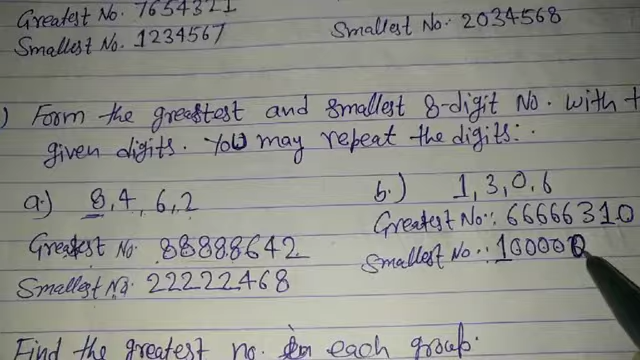 Greatest No. 7654321
Smallest No. 1234567
Smallest No. 2034568
) Form the greatest and smallest 8-digit No. with t
given digits. You may repeat the digits:
a.) 8,4,6,2
Greatest No. 88888642
Smallest No. 22222468
b.) 1,3,0,6
Greatest No.: 66666310
Smallest No.: 100000
Find the greatest no. in each group.